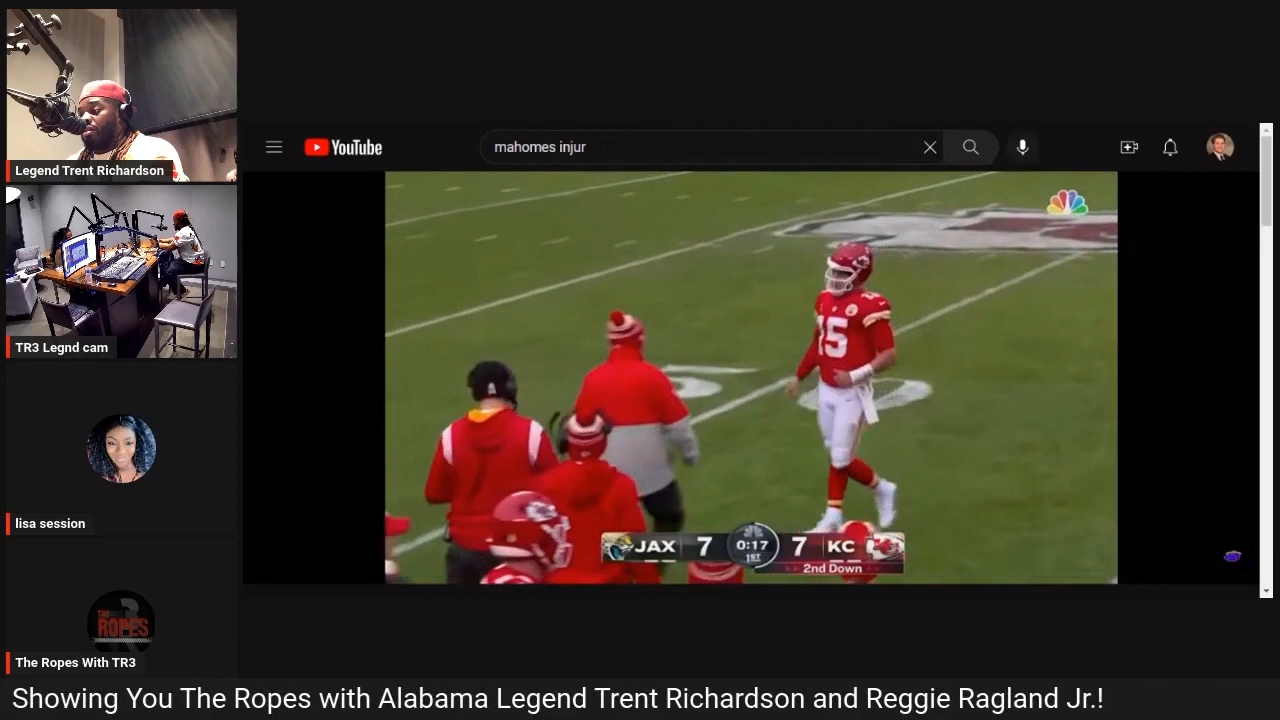 Legend Trent Richardson
TR3 Legnd cam
lisa session
THE
ROPES
The Ropes With TR3
YouTube
mahomes injur
15
JAX 7 0:17 1ST 7 KC
2nd Down
Showing You The Ropes with Alabama Legend Trent Richardson and Reggie Ragland Jr.!